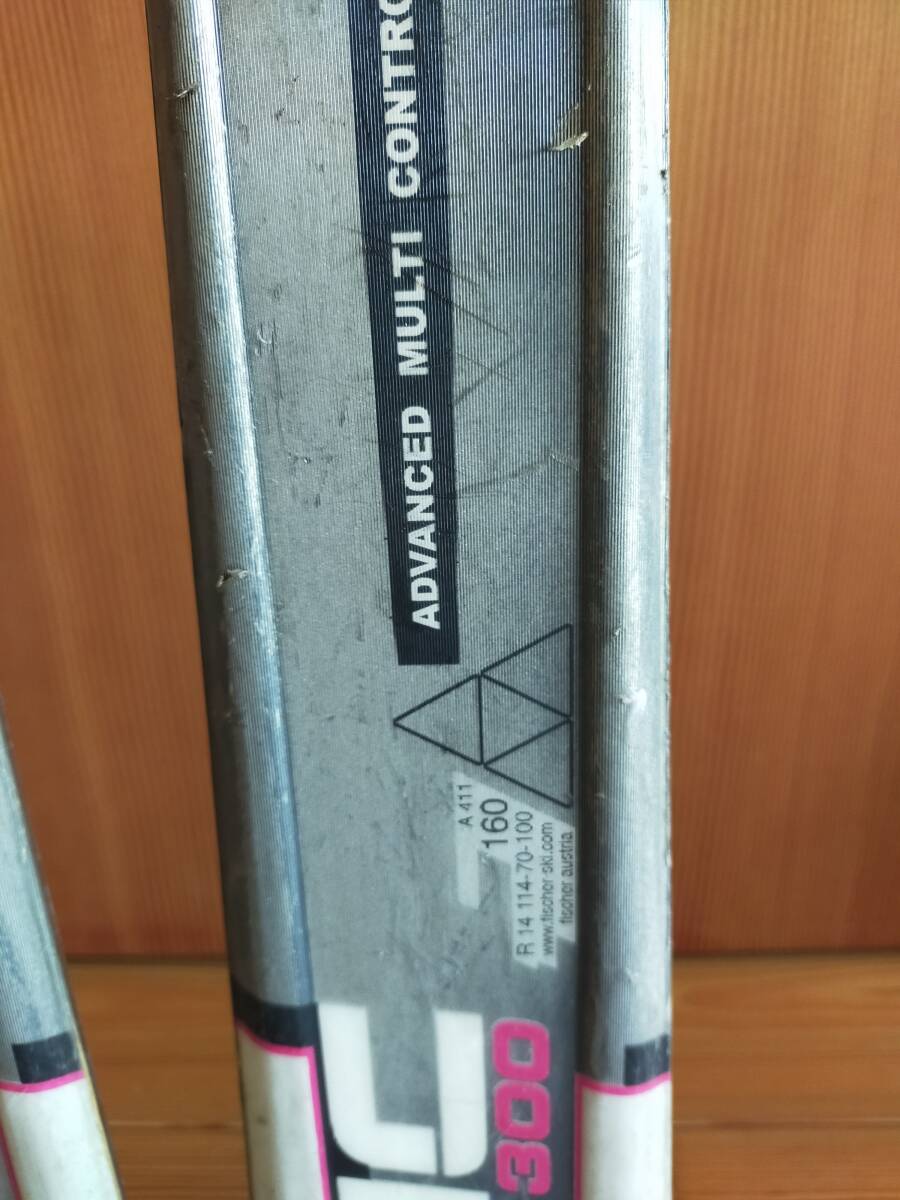 ADVANCED MULTI CONTRO
A 411
160
R 14 114-70-100
www.fischer-ski.com
fischer austria
300